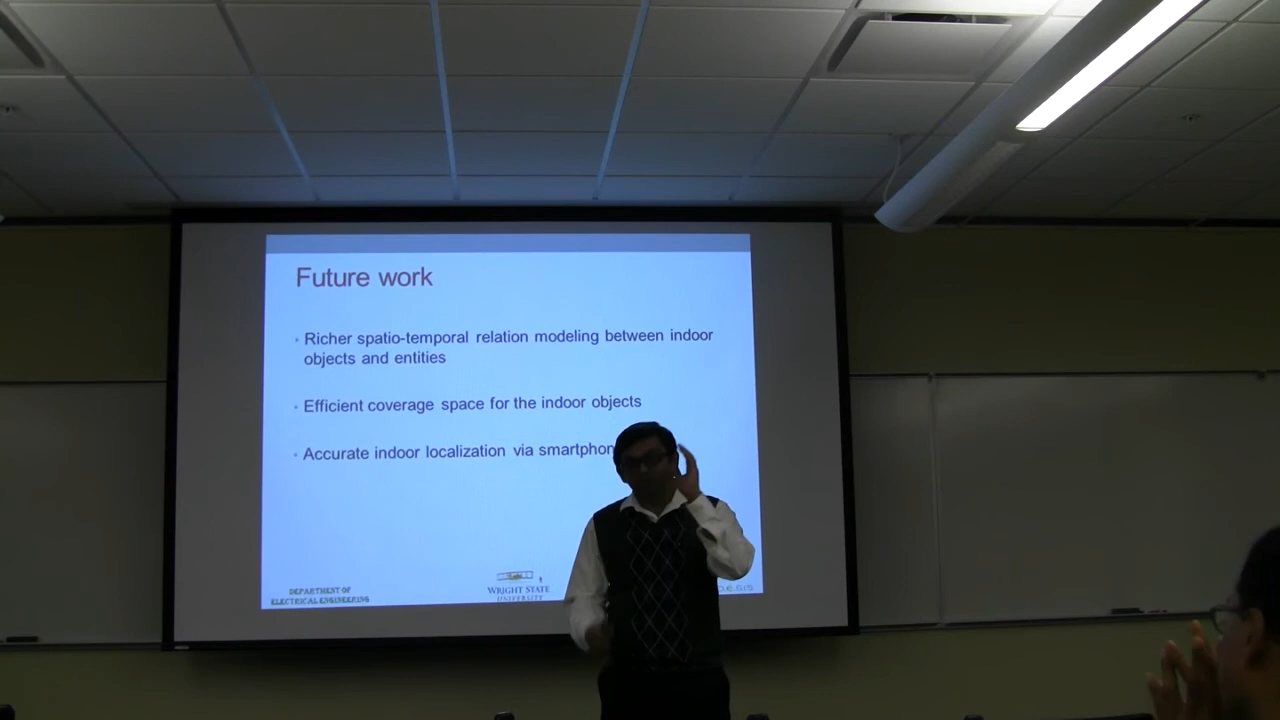 Future work
• Richer spatio-temporal relation modeling between indoor
objects and entities
• Efficient coverage space for the indoor objects
• Accurate indoor localization via smartphon
DEPARTMENT OF
ELECTRICAL ENGINEERING
WRIGHT STATE
UNIVERSITY